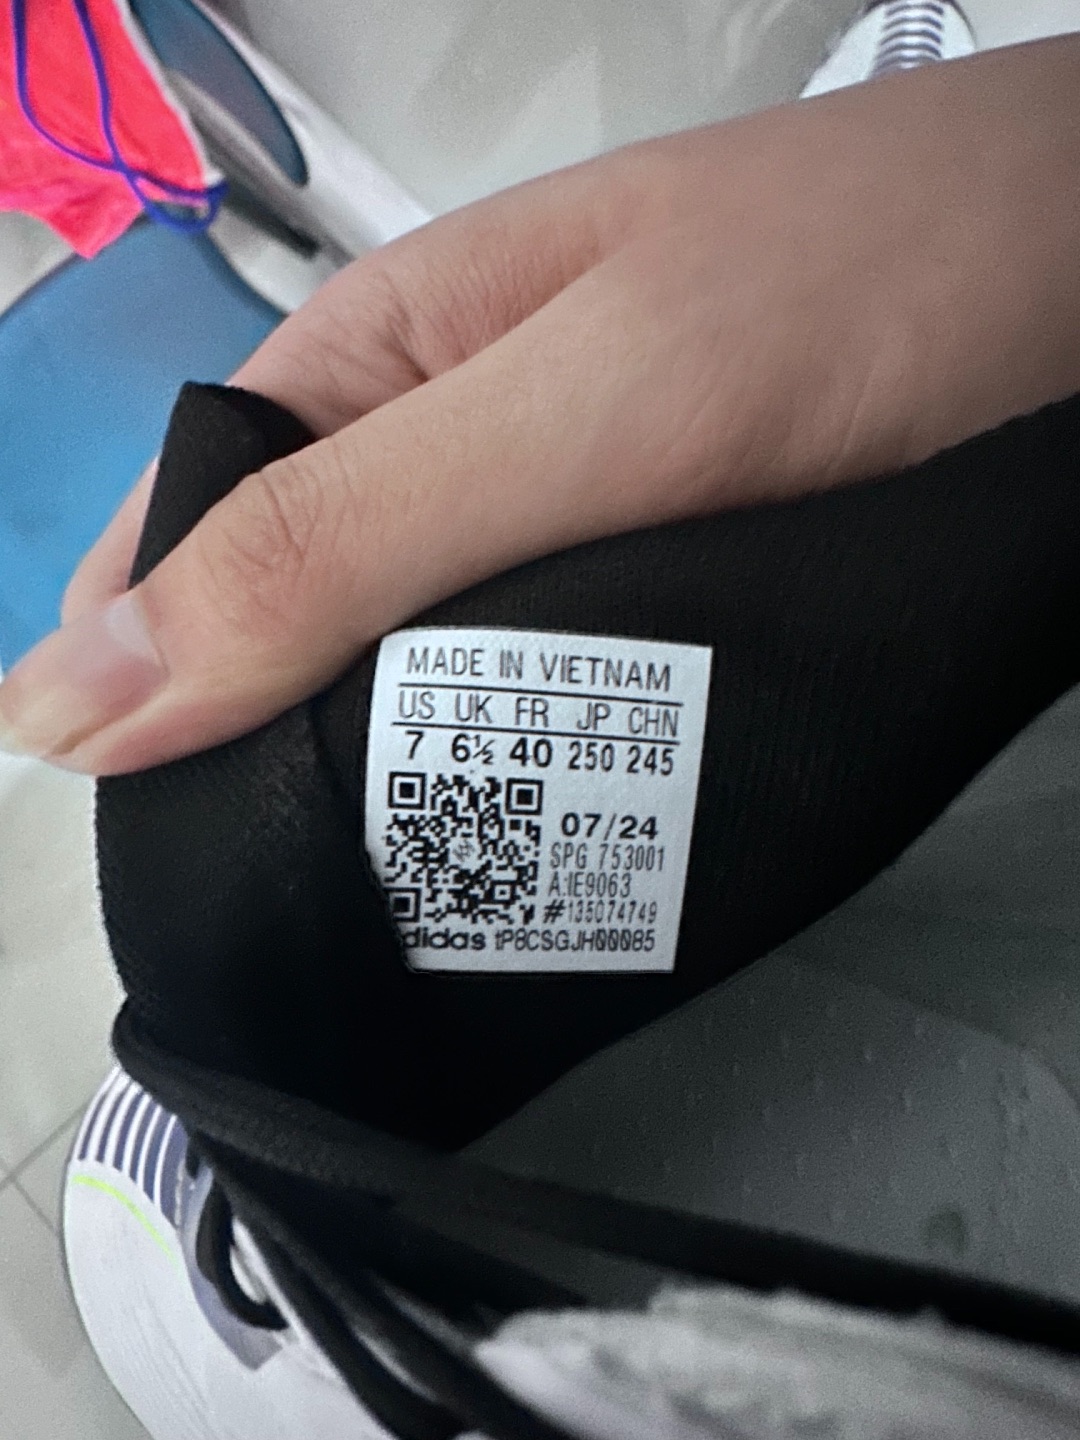 MADE IN VIETNAM
US UK FR JP CHN
7 6½ 40 250 245
07/24
SPG 753001
A:IE9063
#135074749
adidas tP8CSGJH00085